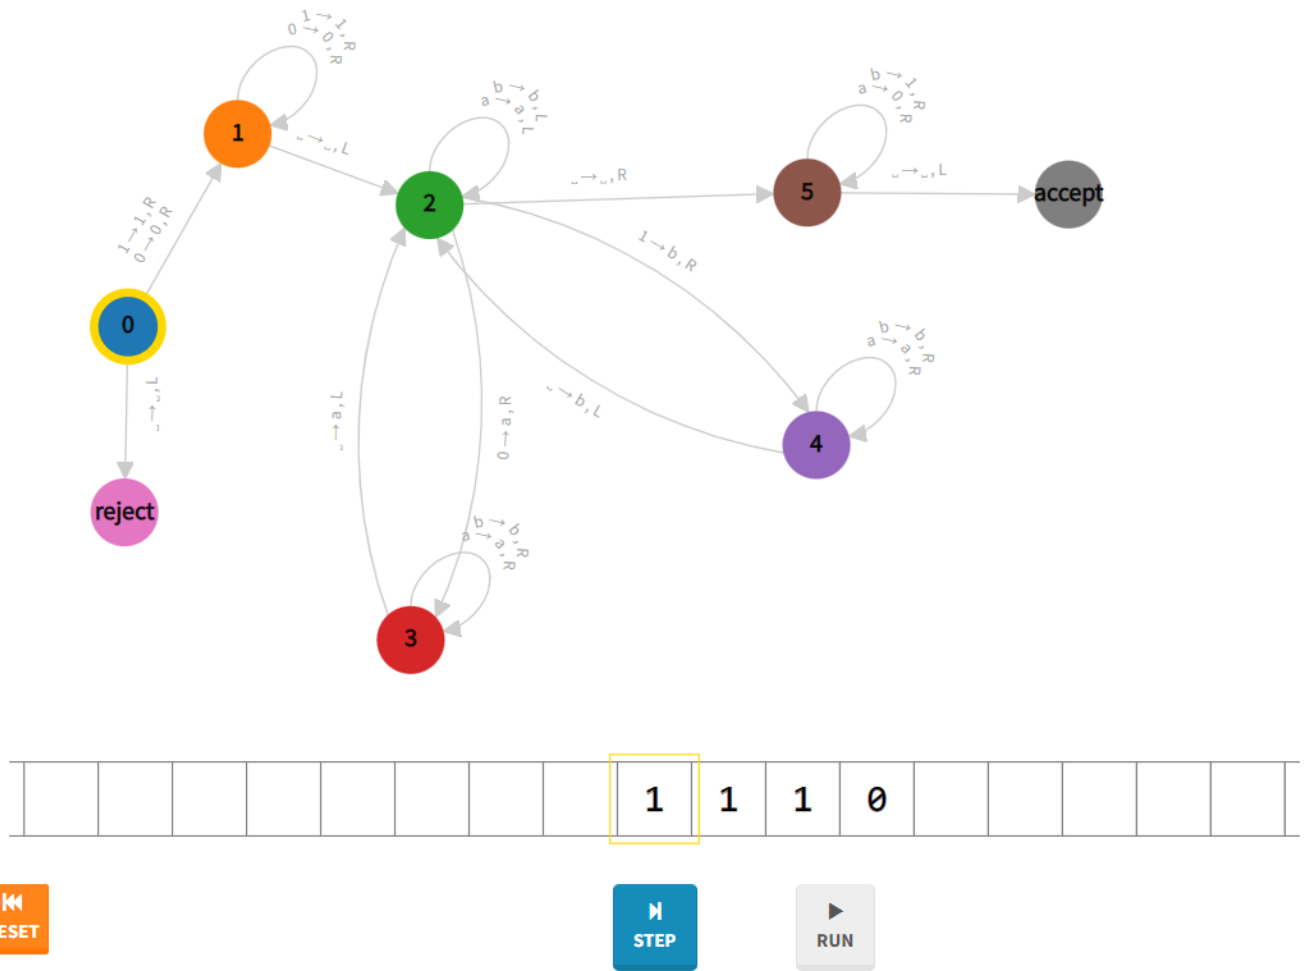 1→1,R
0→0,R
1
␣→␣,L
b→b,L
a→a,L
2
␣→␣,R
b→1,R
a→0,R
5
␣→␣,L
accept
1→1,R
0→0,R
0
␣→␣,L
reject
1→b,R
␣→b,L
b→b,R
a→a,R
4
␣→a,L
0→a,R
b→b,R
a→a,R
3
1 1 1 0
ESET
STEP
RUN